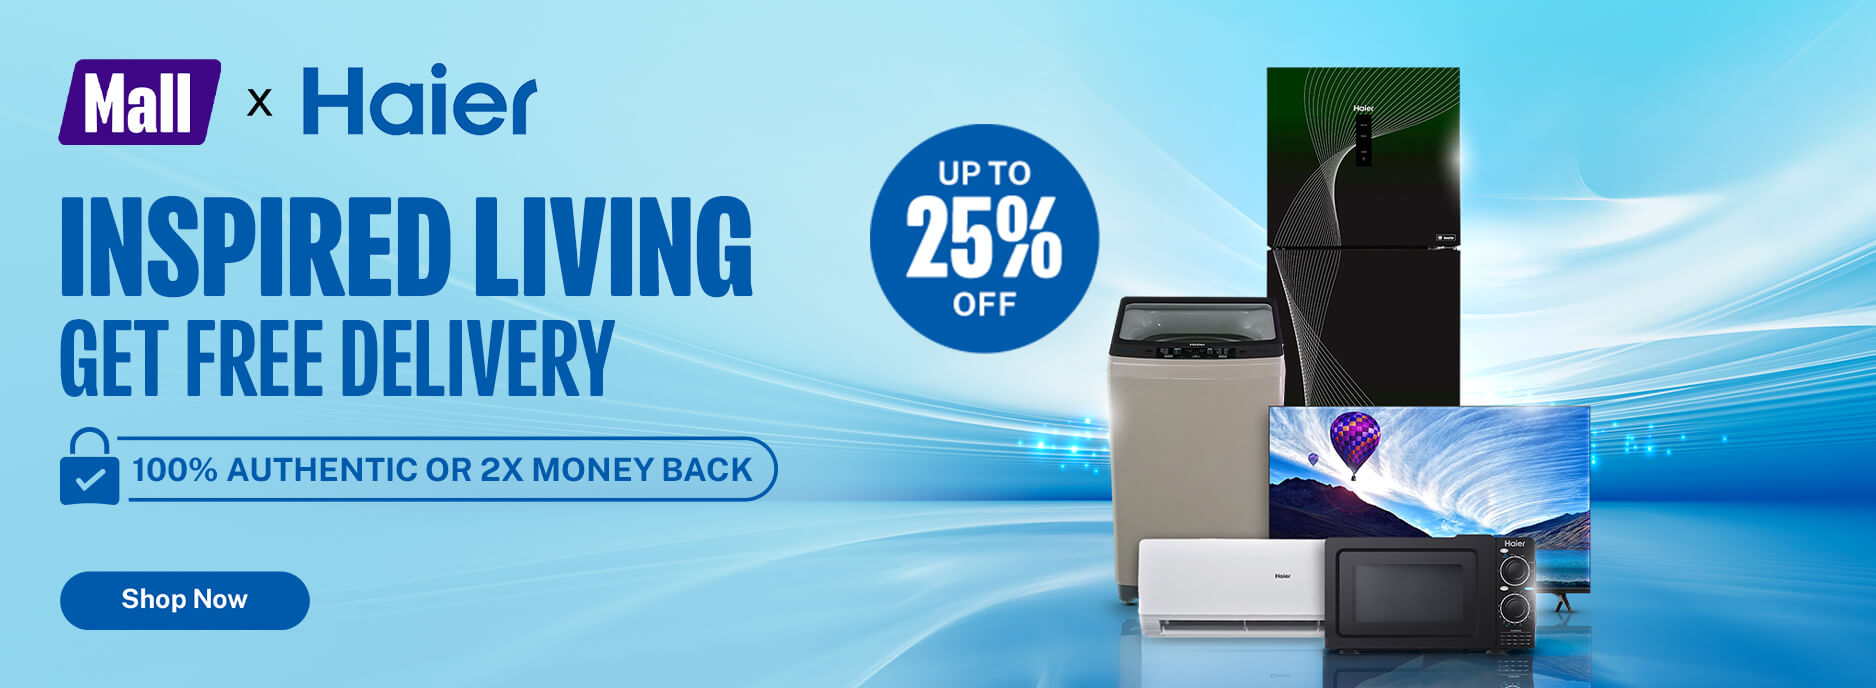 Mall x Haier
INSPIRED LIVING
GET FREE DELIVERY
100% AUTHENTIC OR 2X MONEY BACK
Shop Now
UP TO
25%
OFF
Haier
Haier
Haier
Haier